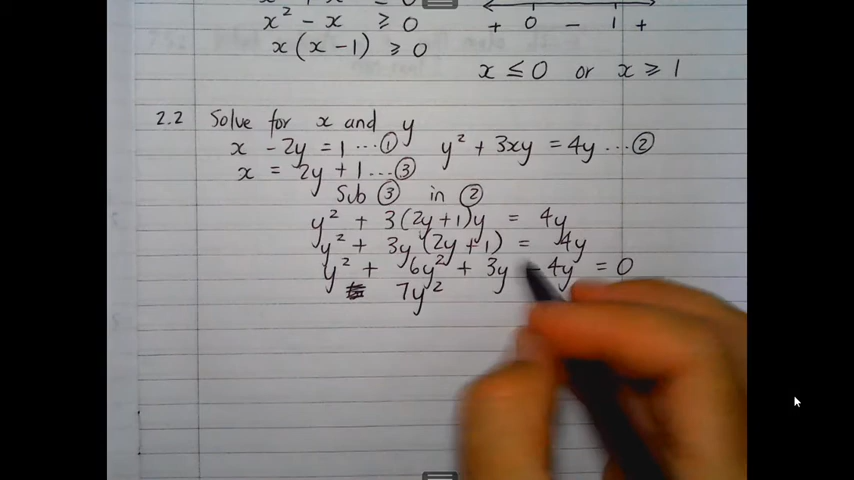 x² - x ≥ 0
+ 0 - 1 +
x(x - 1) ≥ 0
x ≤ 0 or x ≥ 1
2.2 Solve for x and y
x - 2y = 1 ...① y² + 3xy = 4y ...②
x = 2y + 1 ...③
Sub ③ in ②
y² + 3(2y+1)y = 4y
y² + 3y(2y + 1) = 4y
y² + 6y² + 3y - 4y = 0
7y²